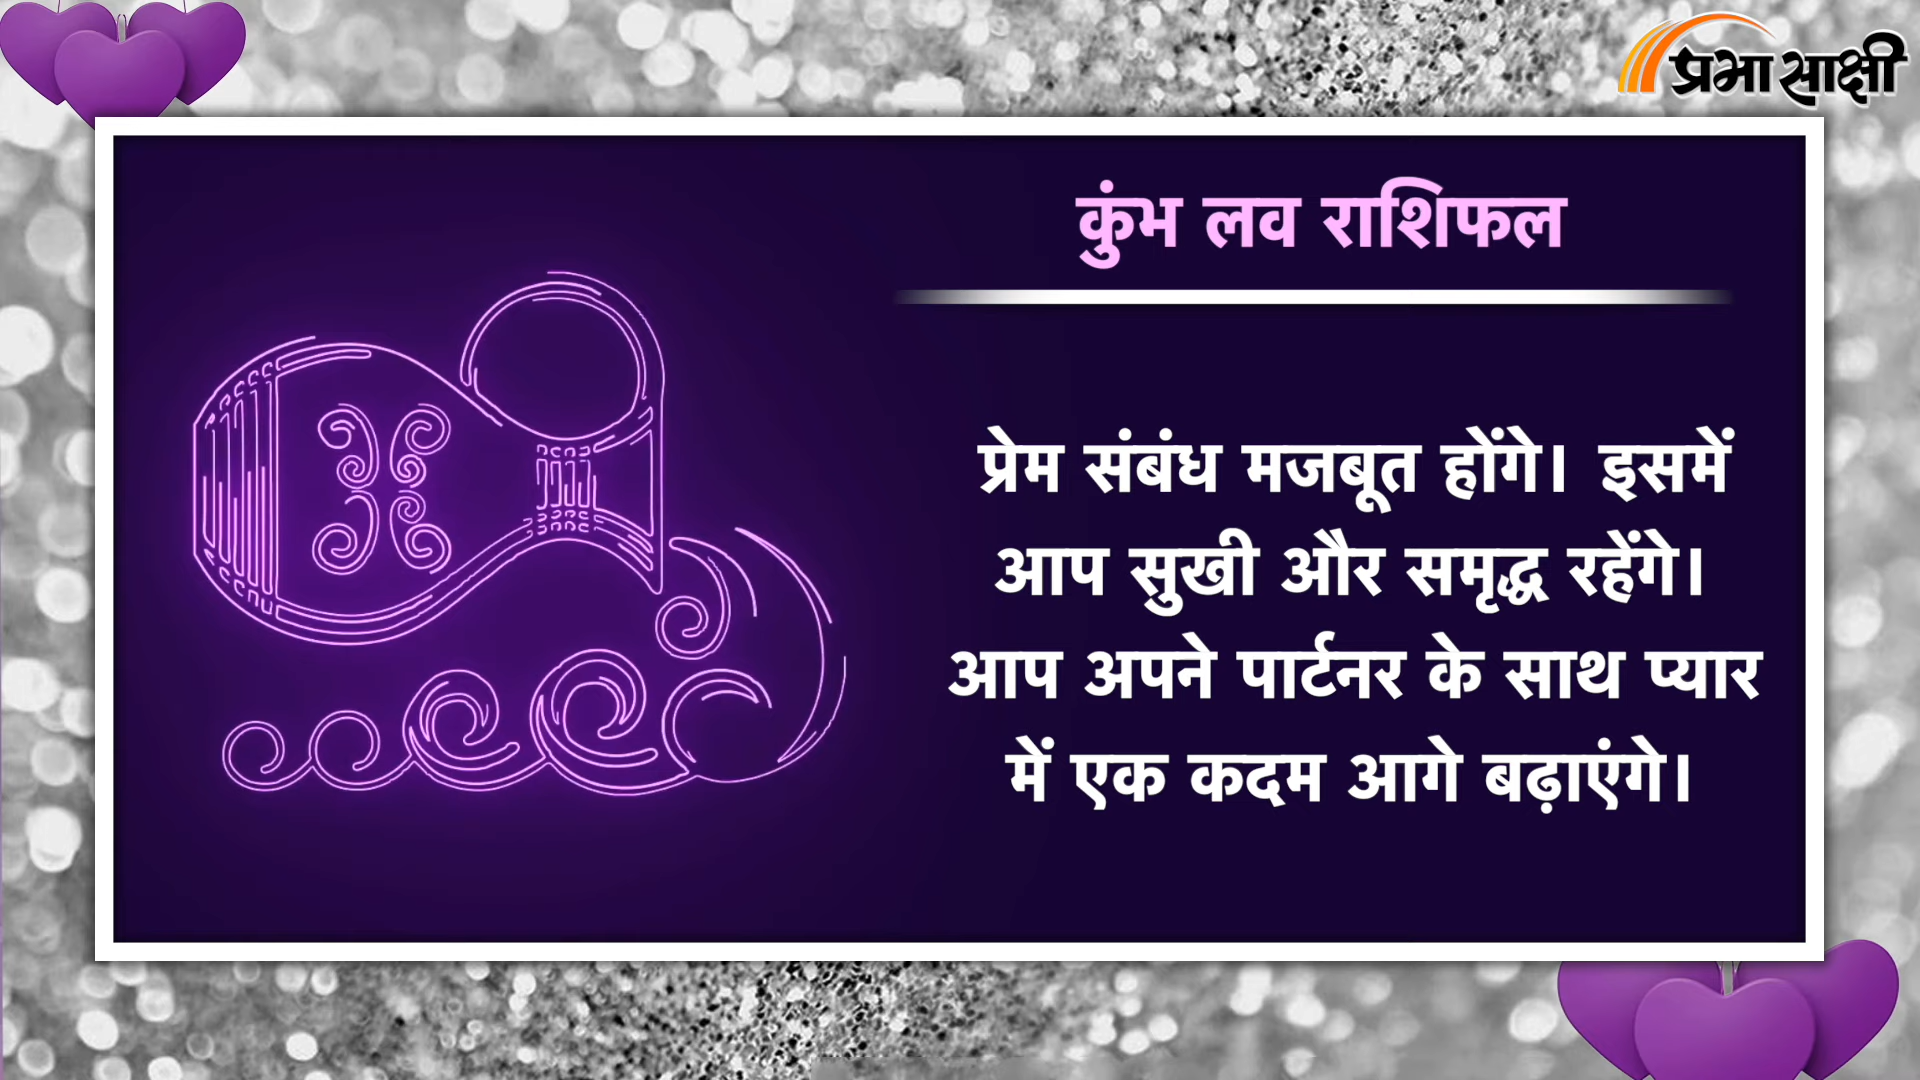 प्रभा साक्षी
कुंभ लव राशिफल
प्रेम संबंध मजबूत होंगे। इसमें
आप सुखी और समृद्ध रहेंगे।
आप अपने पार्टनर के साथ प्यार
में एक कदम आगे बढ़ाएंगे।